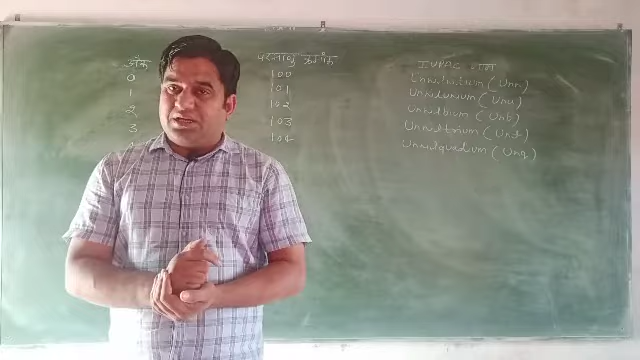 अंक परमाणु क्रमांक IUPAC नाम
0 100 Unnilnilium (Unn)
1 101 Unnilunium (Unu)
2 102 Unnilbium (Unb)
3 103 Unniltrium (Unt)
104 Unnilquadium (Unq)